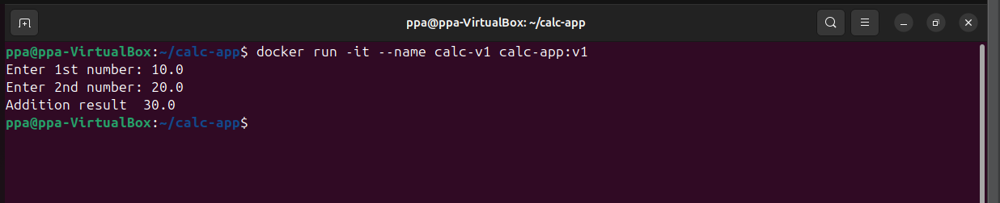 ppa@ppa-VirtualBox: ~/calc-app
ppa@ppa-VirtualBox:~/calc-app$ docker run -it --name calc-v1 calc-app:v1
Enter 1st number: 10.0
Enter 2nd number: 20.0
Addition result  30.0
ppa@ppa-VirtualBox:~/calc-app$